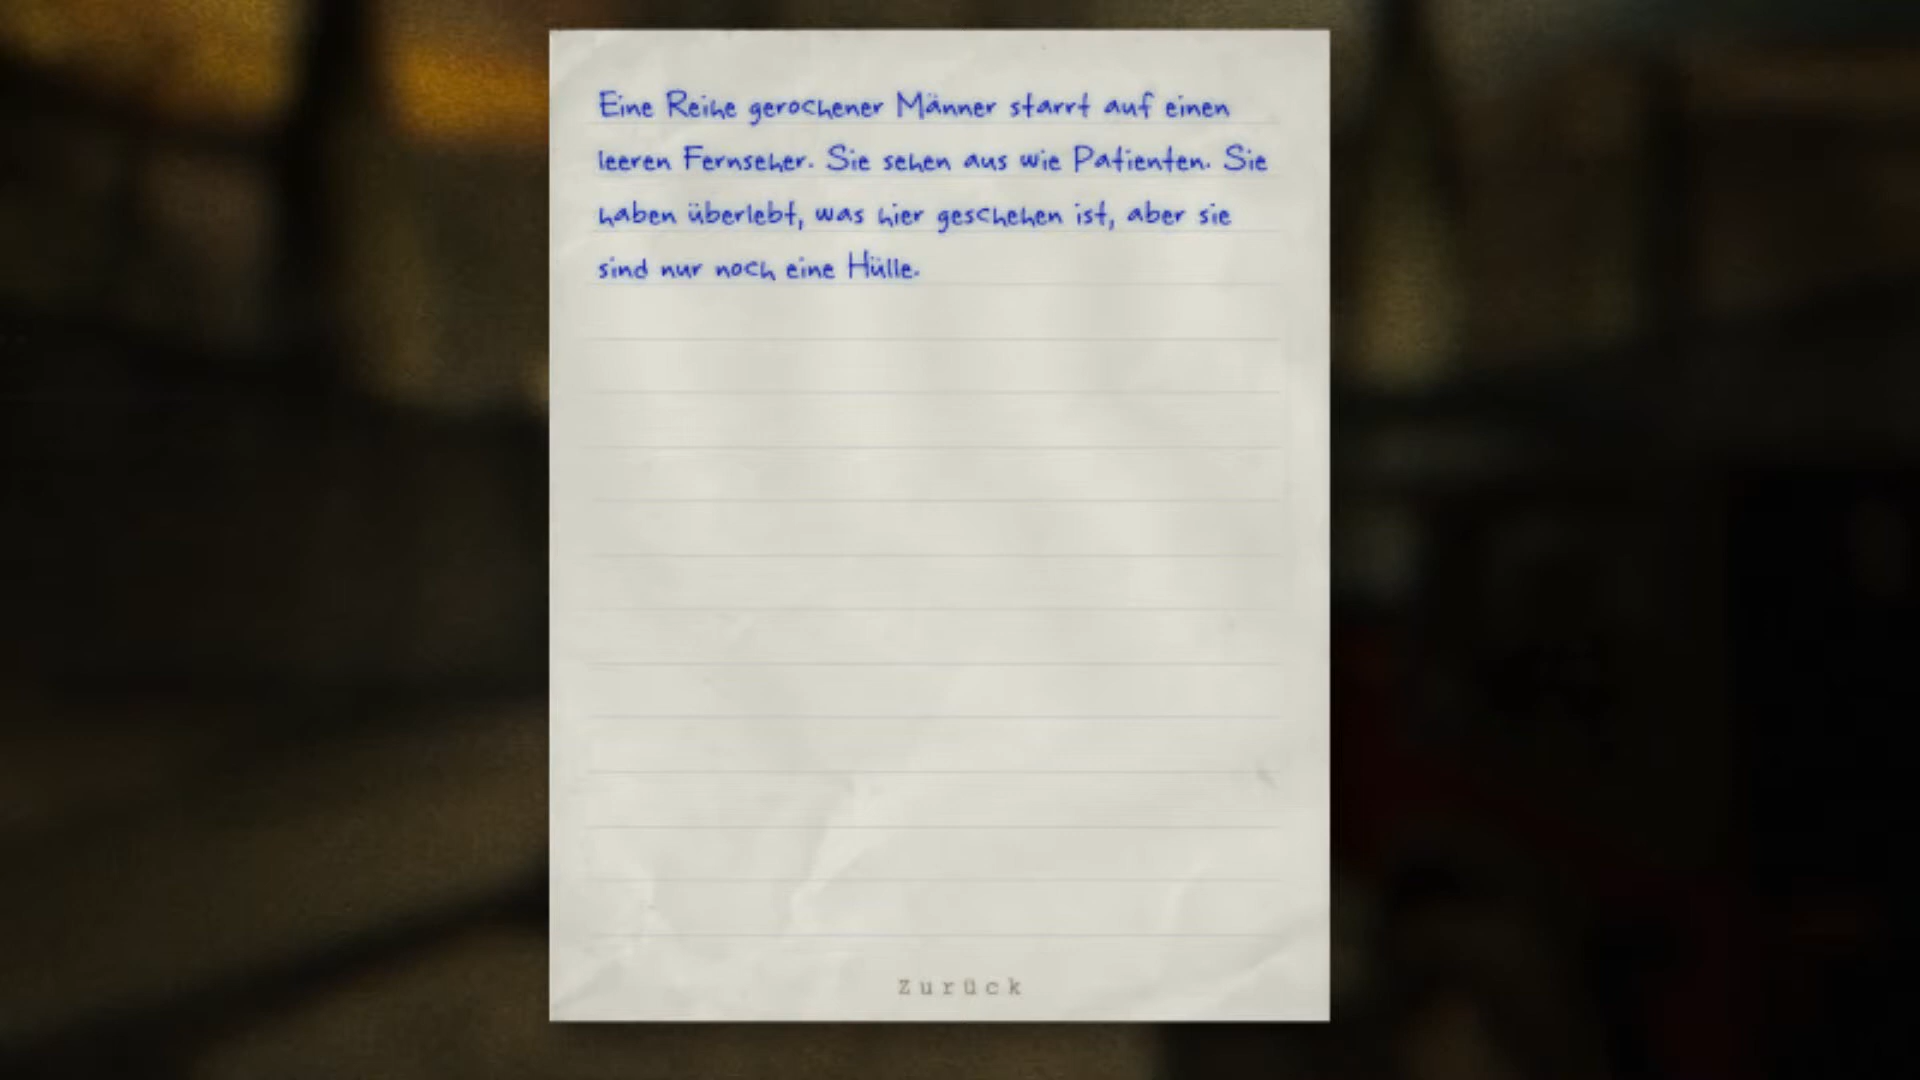 Eine Reihe gerochener Männer starrt auf einen
leeren Fernseher. Sie sehen aus wie Patienten. Sie
haben überlebt, was hier geschehen ist, aber sie
sind nur noch eine Hülle.
Zurück